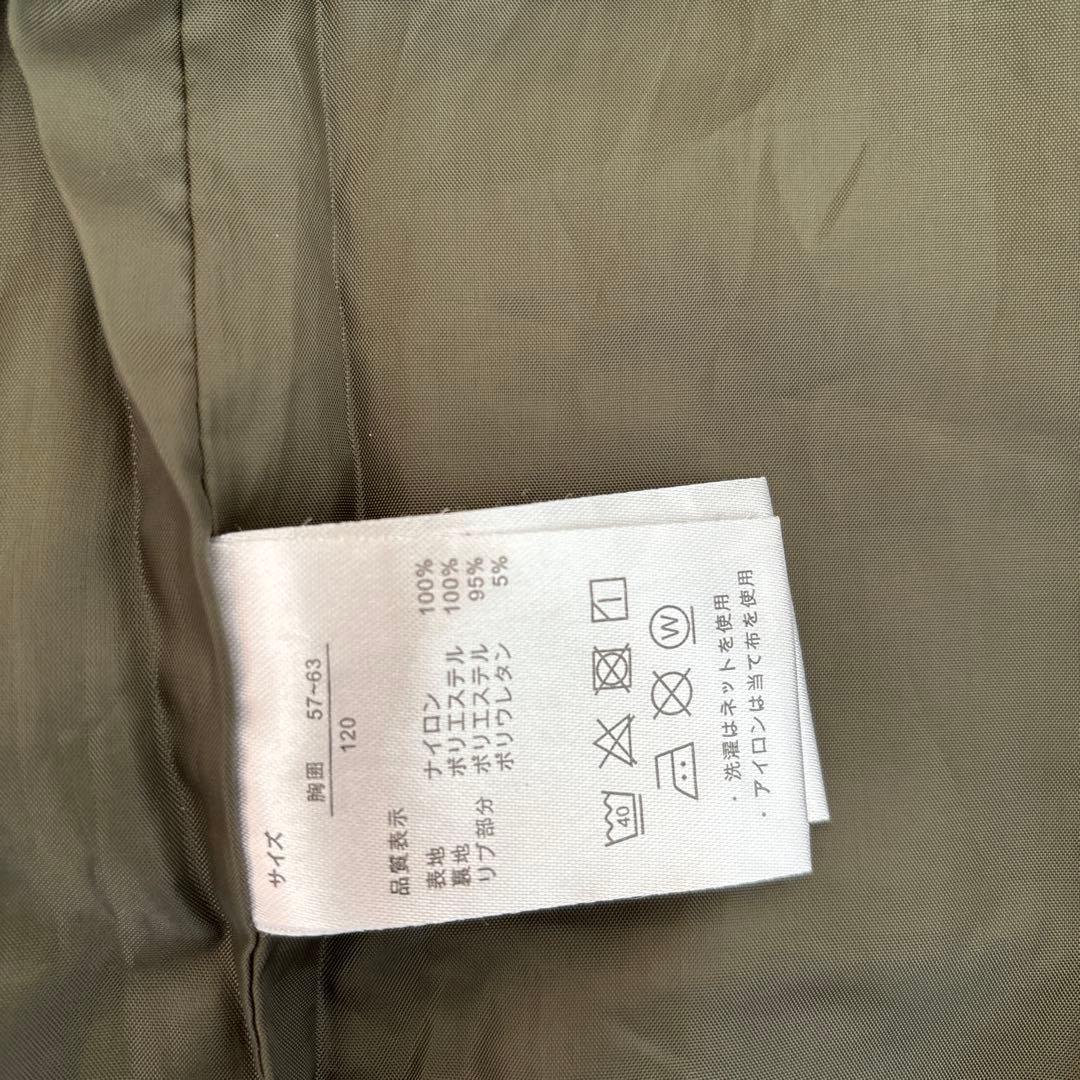 サイズ
胸囲 57~63
120
品質表示
表地 ナイロン 100%
裏地 ポリエステル 100%
リブ部分 ポリエステル 95%
ポリウレタン 5%
40
W
・洗濯はネットを使用
・アイロンは当て布を使用